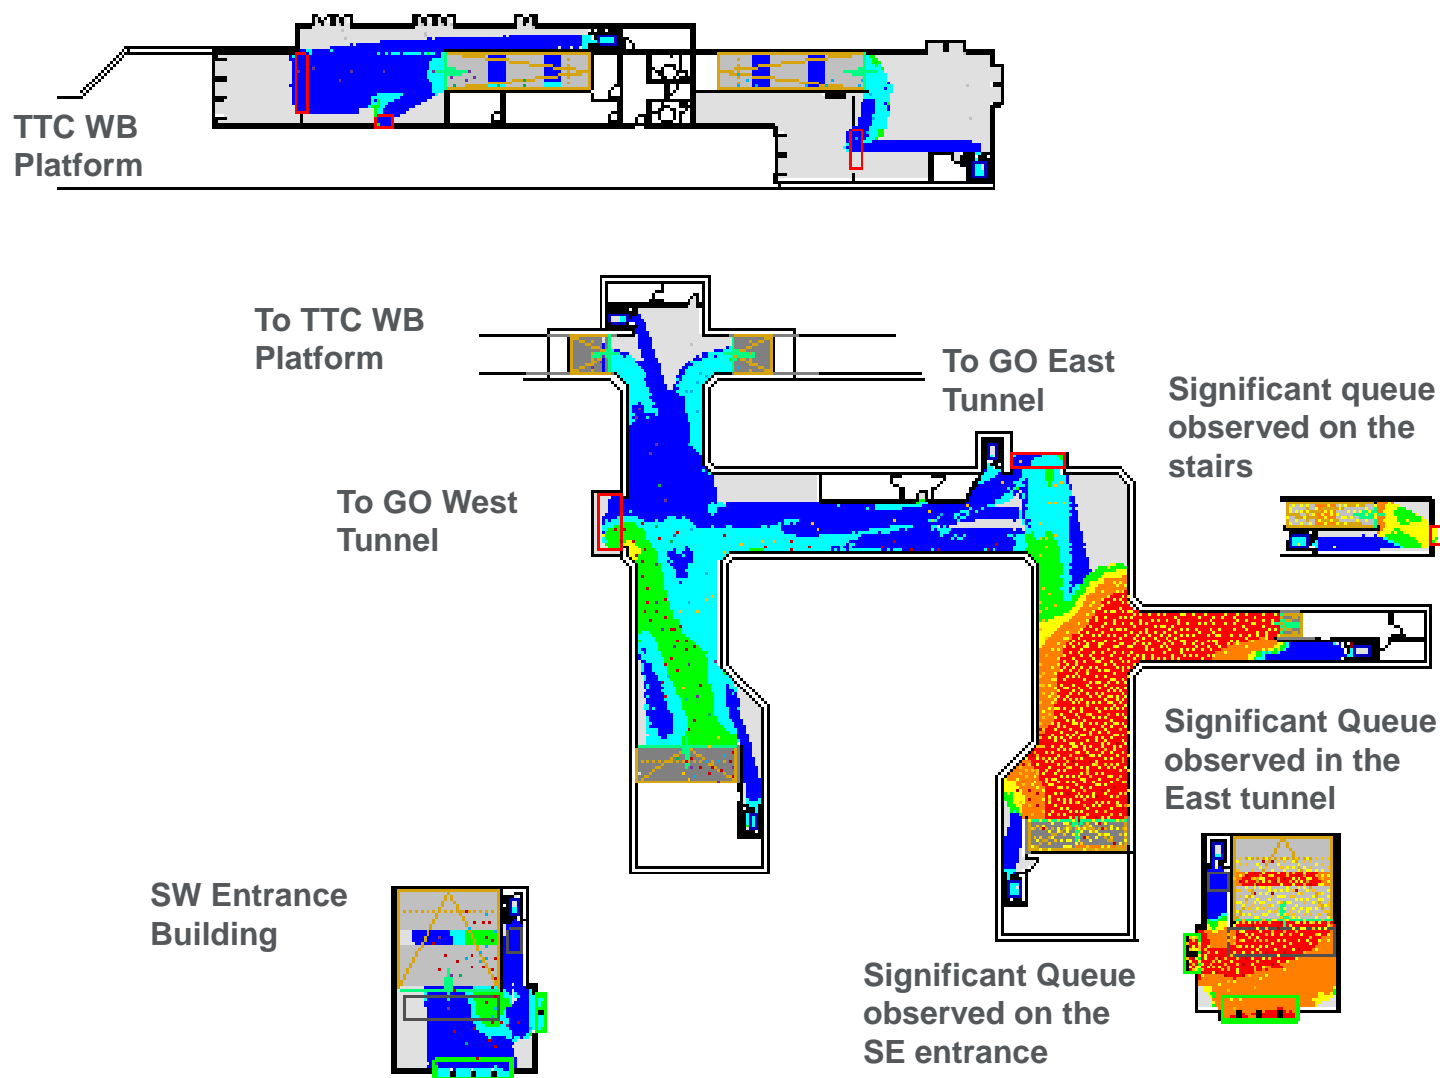 TTC WB
Platform
To TTC WB
Platform
To GO East
Tunnel
Significant queue
observed on the
stairs
To GO West
Tunnel
Significant Queue
observed in the
East tunnel
SW Entrance
Building
Significant Queue
observed on the
SE entrance